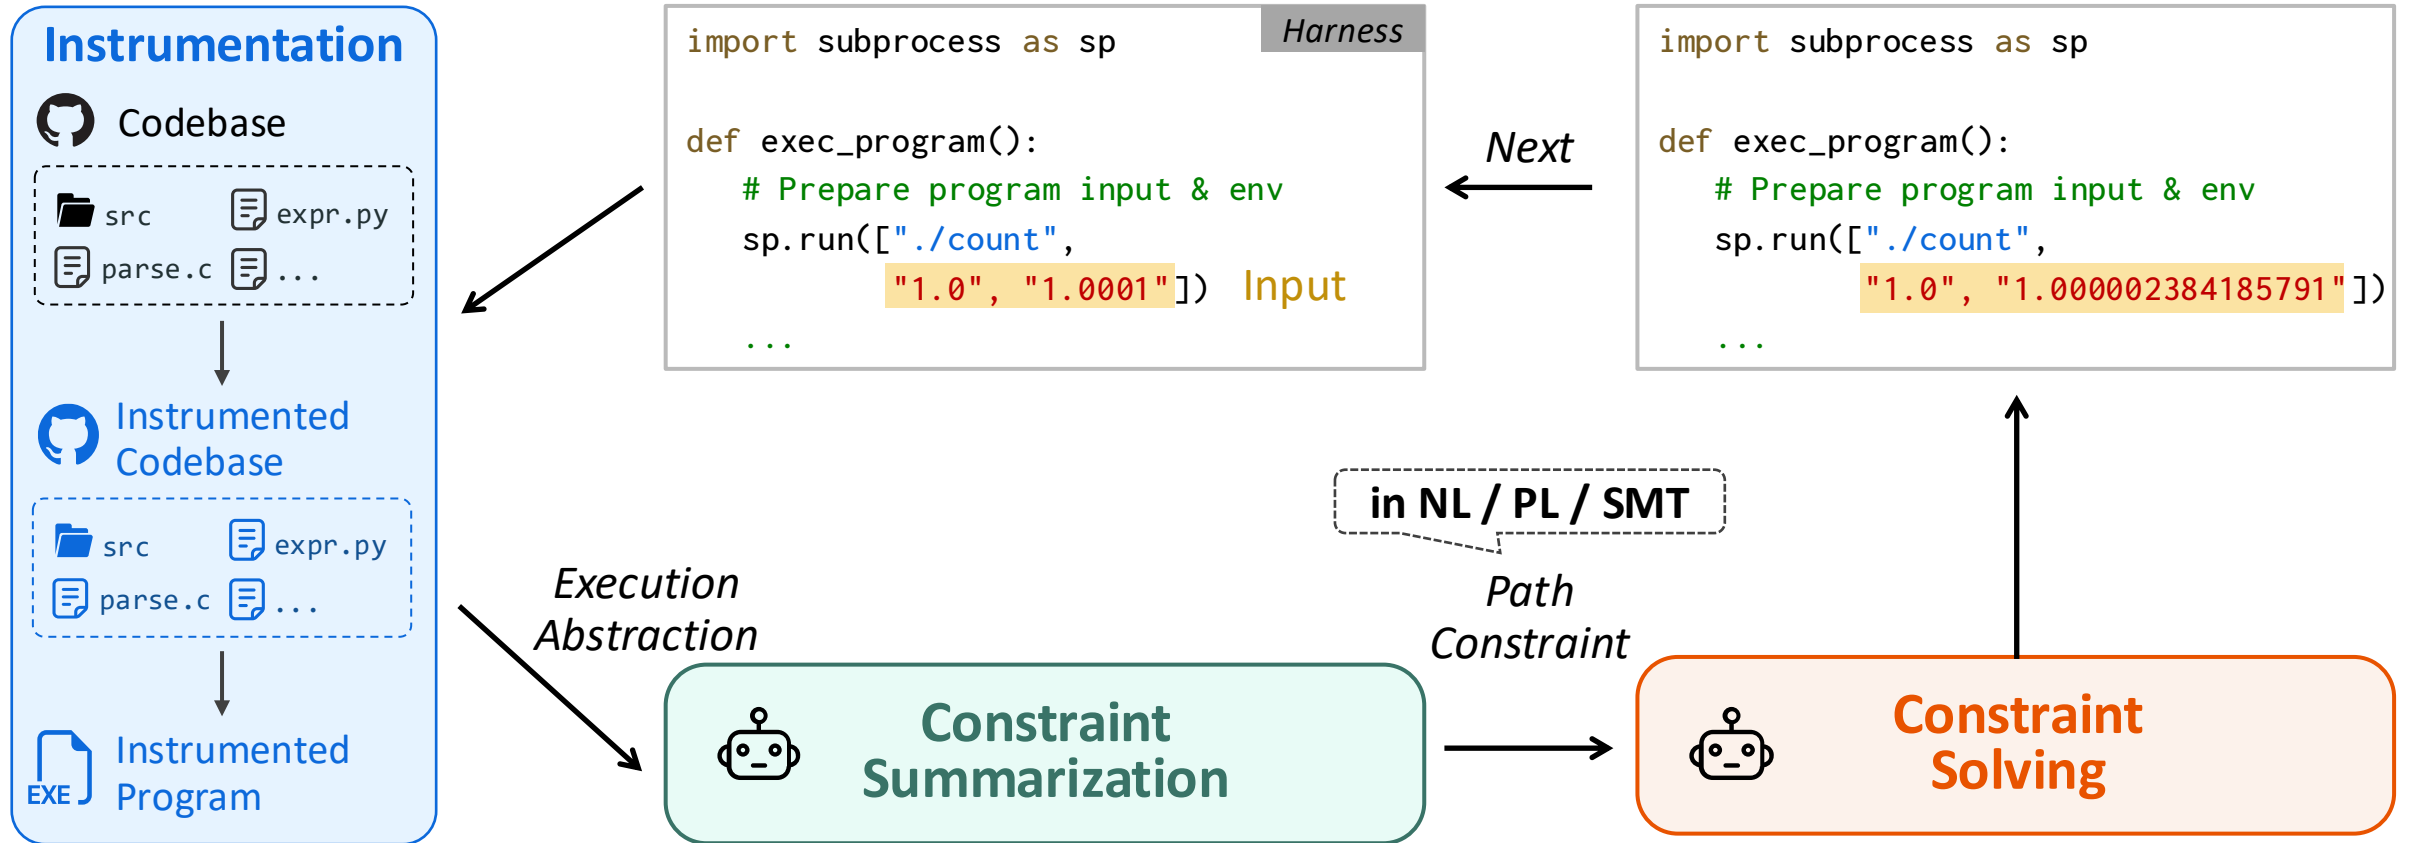 Instrumentation
Codebase
src
expr.py
parse.c
...
Instrumented
Codebase
src
expr.py
parse.c
...
EXE
Instrumented
Program
Harness
import subprocess as sp
def exec_program():
# Prepare program input & env
sp.run(["./count",
"1.0", "1.0001"])
Input
...
Next
import subprocess as sp
def exec_program():
# Prepare program input & env
sp.run(["./count",
"1.0", "1.000002384185791"])
...
Execution
Abstraction
Constraint
Summarization
in NL / PL / SMT
Path
Constraint
Constraint
Solving